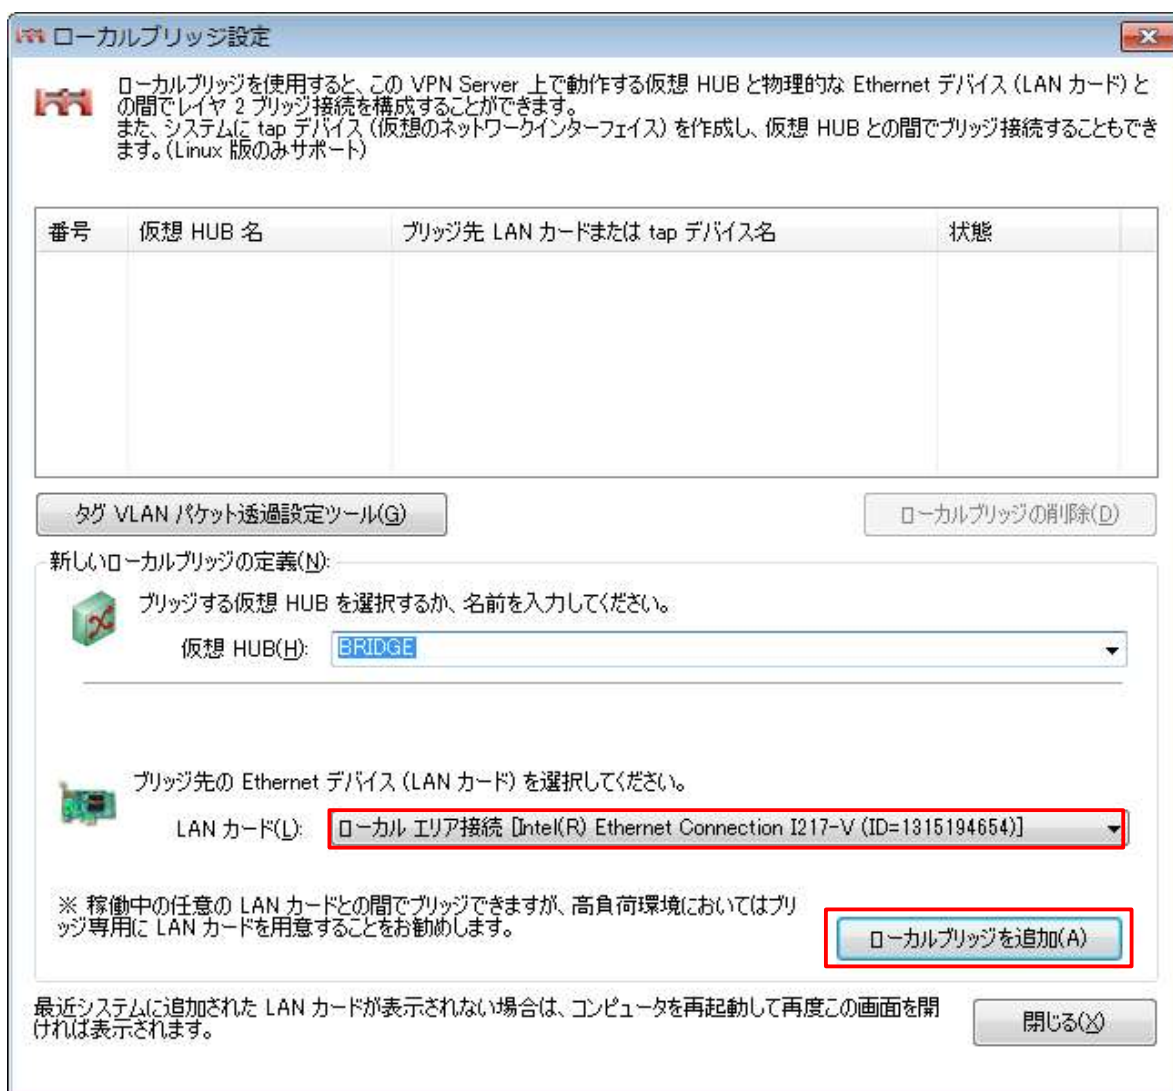 ローカルブリッジ設定
ローカルブリッジを使用すると、この VPN Server 上で動作する仮想 HUB と物理的な Ethernet デバイス (LAN カード) と
の間でレイヤ 2 ブリッジ接続を構成することができます。
また、システムに tap デバイス (仮想のネットワークインターフェイス) を作成し、仮想 HUB との間でブリッジ接続することもでき
ます。(Linux 版のみサポート)
番号 仮想 HUB 名 ブリッジ先 LAN カードまたは tap デバイス名 状態
タグ VLAN パケット透過設定ツール(G) ローカルブリッジの削除(D)
新しいローカルブリッジの定義(N):
ブリッジする仮想 HUB を選択するか、名前を入力してください。
仮想 HUB(H): BRIDGE
ブリッジ先の Ethernet デバイス (LAN カード) を選択してください。
LAN カード(L): ローカル エリア接続 [Intel(R) Ethernet Connection I217-V (ID=1315194654)]
※ 稼働中の任意の LAN カードとの間でブリッジできますが、高負荷環境においてはブリ
ッジ専用に LAN カードを用意することをお勧めします。
ローカルブリッジを追加(A)
最近システムに追加された LAN カードが表示されない場合は、コンピュータを再起動して再度この画面を開
ければ表示されます。
閉じる(X)